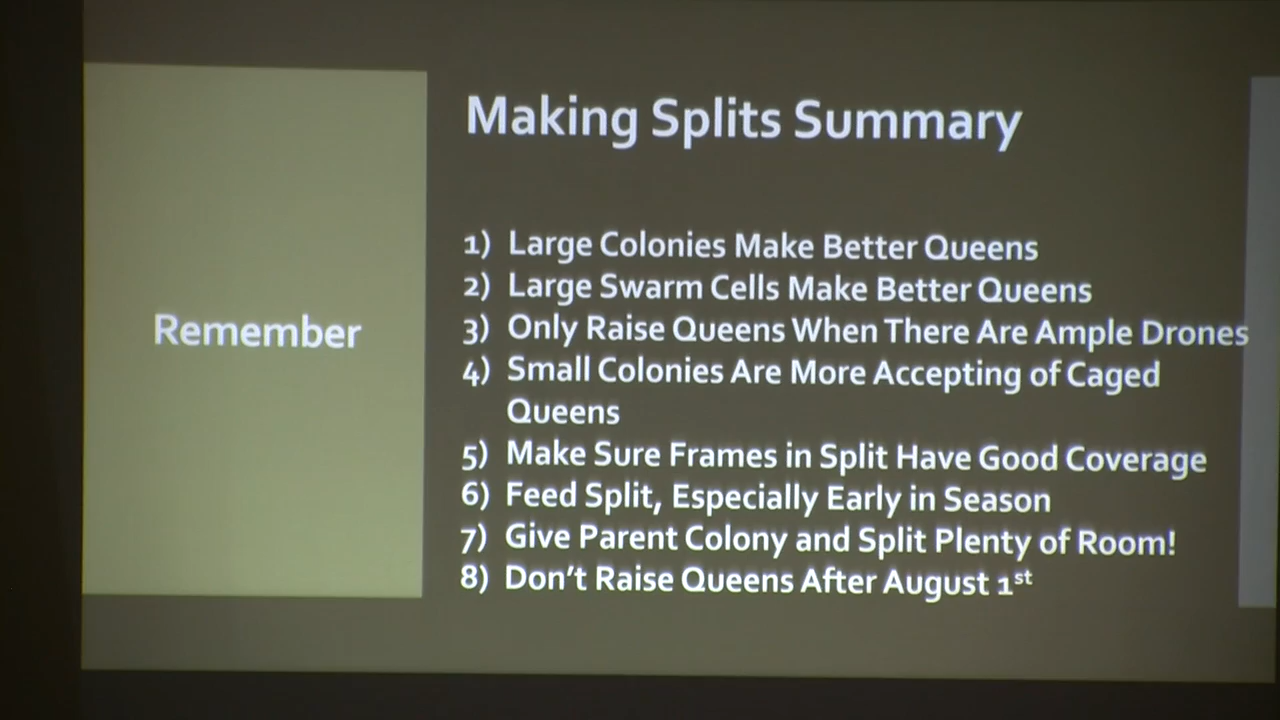 Remember
Making Splits Summary
1) Large Colonies Make Better Queens
2) Large Swarm Cells Make Better Queens
3) Only Raise Queens When There Are Ample Drones
4) Small Colonies Are More Accepting of Caged
Queens
5) Make Sure Frames in Split Have Good Coverage
6) Feed Split, Especially Early in Season
7) Give Parent Colony and Split Plenty of Room!
8) Don't Raise Queens After August 1st